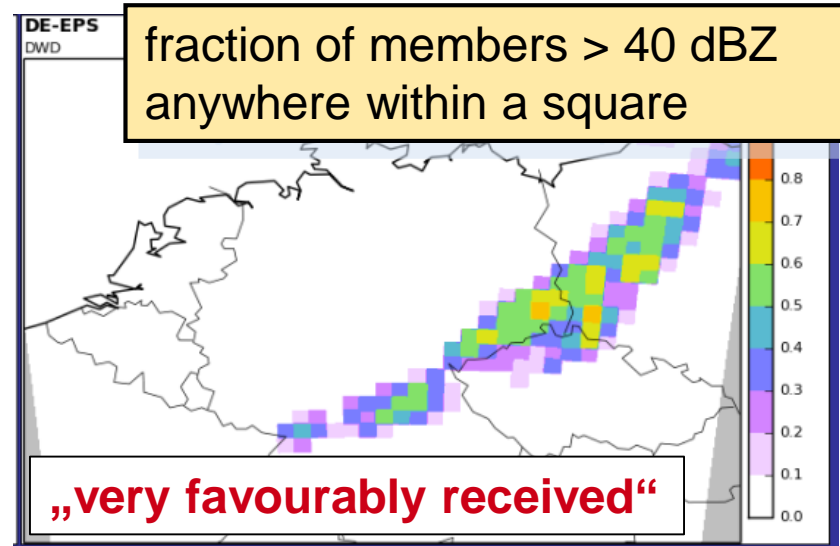 DE-EPS
DWD
fraction of members > 40 dBZ
anywhere within a square
0.8
0.7
0.6
0.5
0.4
0.3
0.2
0.1
0.0
„very favourably received“